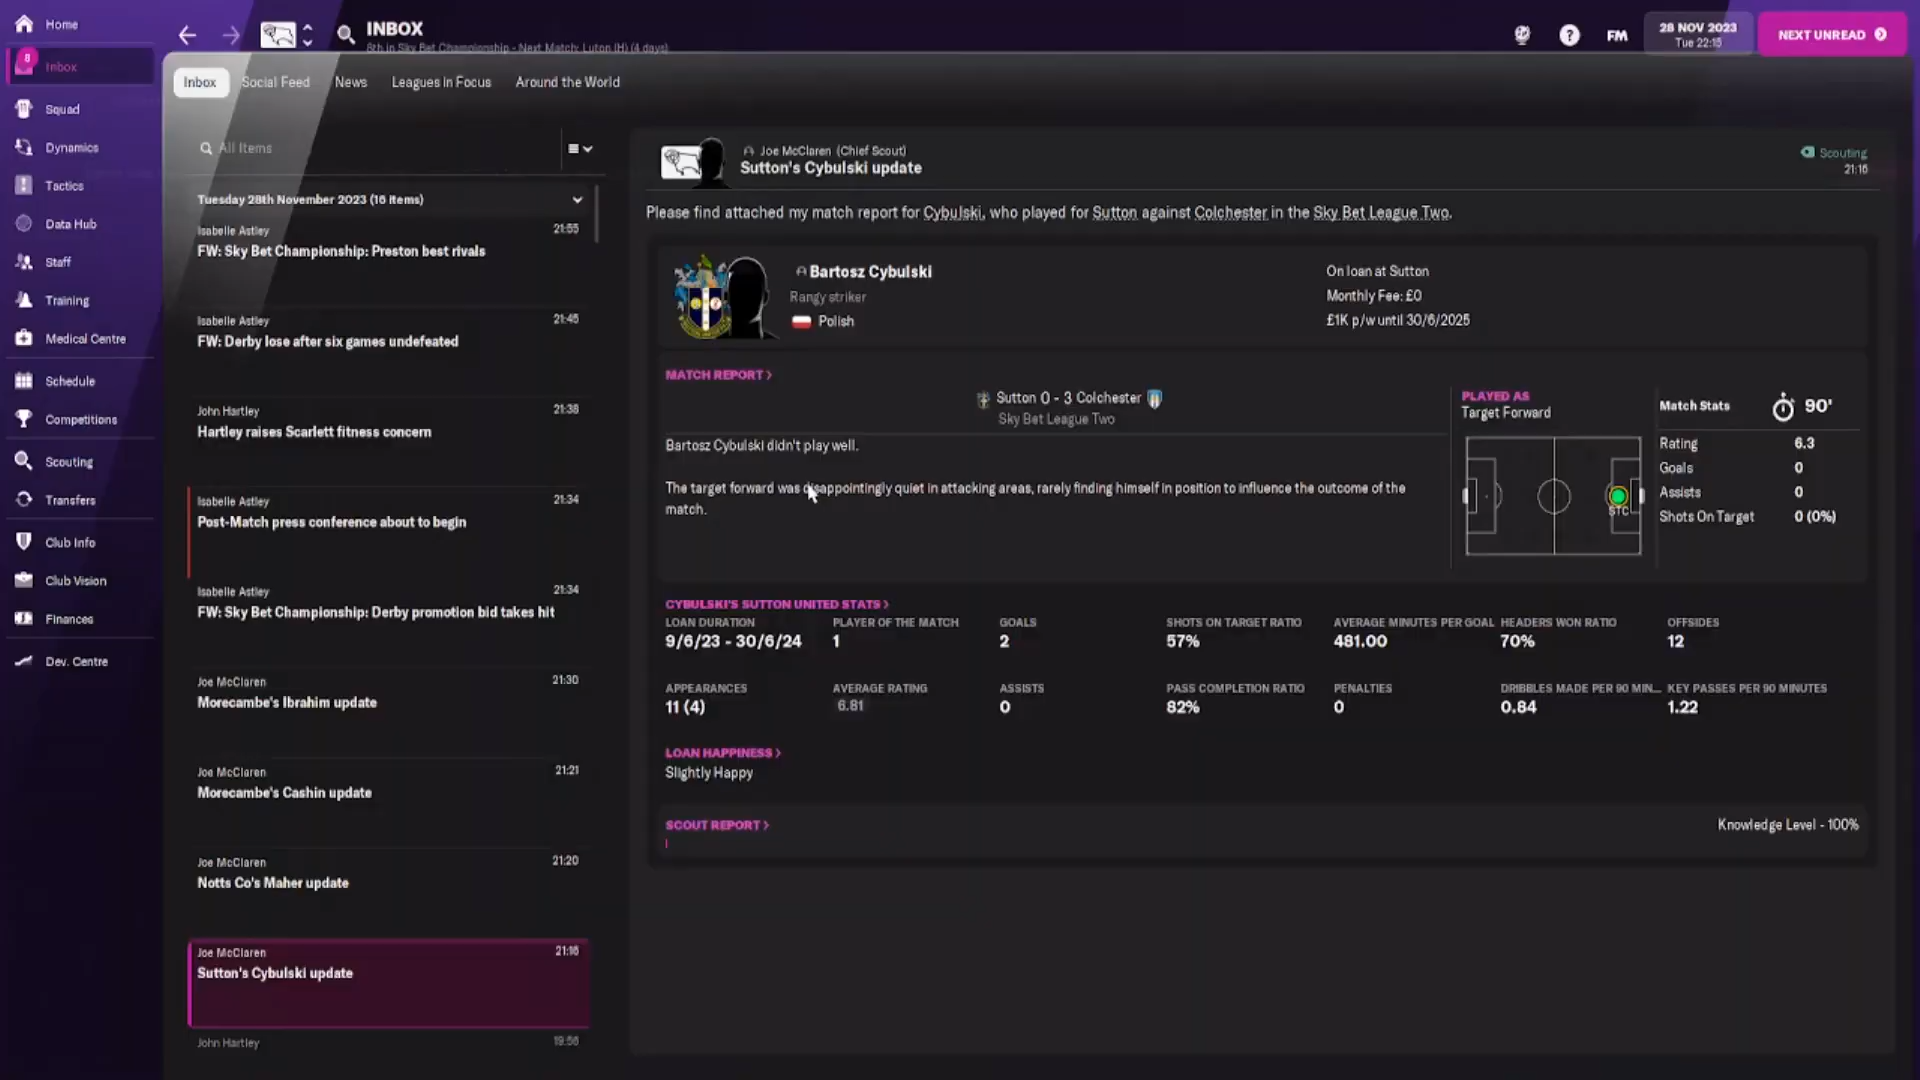 Home
8
Inbox
Squad
Dynamics
Tactics
Data Hub
Staff
Training
Medical Centre
Schedule
Competitions
Scouting
Transfers
Club Info
Club Vision
Finances
Dev. Centre
INBOX
8th in Sky Bet Championship - Next Match: Luton (H) (4 days)
FM
28 NOV 2023
Tue 22:15
NEXT UNREAD
Inbox
Social Feed
News
Leagues in Focus
Around the World
All Items
Tuesday 28th November 2023 (16 items)
Isabelle Astley 21:55
FW: Sky Bet Championship: Preston best rivals
Isabelle Astley 21:45
FW: Derby lose after six games undefeated
John Hartley 21:38
Hartley raises Scarlett fitness concern
Isabelle Astley 21:34
Post-Match press conference about to begin
Isabelle Astley 21:34
FW: Sky Bet Championship: Derby promotion bid takes hit
Joe McClaren 21:30
Morecambe's Ibrahim update
Joe McClaren 21:21
Morecambe's Cashin update
Joe McClaren 21:20
Notts Co's Maher update
Joe McClaren 21:16
Sutton's Cybulski update
John Hartley 19:56
Joe McClaren (Chief Scout)
Sutton's Cybulski update
Scouting
21:16
Please find attached my match report for Cybulski, who played for Sutton against Colchester in the Sky Bet League Two.
Bartosz Cybulski
Rangy striker
Polish
On loan at Sutton
Monthly Fee: £0
£1K p/w until 30/6/2025
MATCH REPORT >
Sutton 0 - 3 Colchester
Sky Bet League Two
Bartosz Cybulski didn't play well.
The target forward was disappointingly quiet in attacking areas, rarely finding himself in position to influence the outcome of the
match.
PLAYED AS
Target Forward
STC
Match Stats 90'
Rating 6.3
Goals 0
Assists 0
Shots On Target 0 (0%)
CYBULSKI'S SUTTON UNITED STATS >
LOAN DURATION PLAYER OF THE MATCH GOALS SHOTS ON TARGET RATIO AVERAGE MINUTES PER GOAL HEADERS WON RATIO OFFSIDES
9/6/23 - 30/6/24 1 2 57% 481.00 70% 12
APPEARANCES AVERAGE RATING ASSISTS PASS COMPLETION RATIO PENALTIES DRIBBLES MADE PER 90 MIN... KEY PASSES PER 90 MINUTES
11 (4) 6.81 0 82% 0 0.84 1.22
LOAN HAPPINESS >
Slightly Happy
SCOUT REPORT >
Knowledge Level - 100%